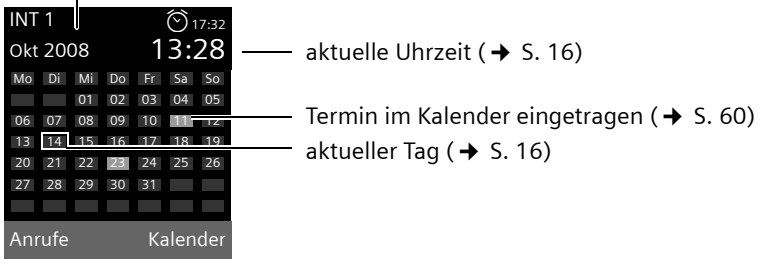 INT 1 17:32
Okt 2008 13:28
aktuelle Uhrzeit (➔ S. 16)
Mo Di Mi Do Fr Sa So
01 02 03 04 05
06 07 08 09 10 11 12
Termin im Kalender eingetragen (➔ S. 60)
13 14 15 16 17 18 19
aktueller Tag (➔ S. 16)
20 21 22 23 24 25 26
27 28 29 30 31
Anrufe Kalender